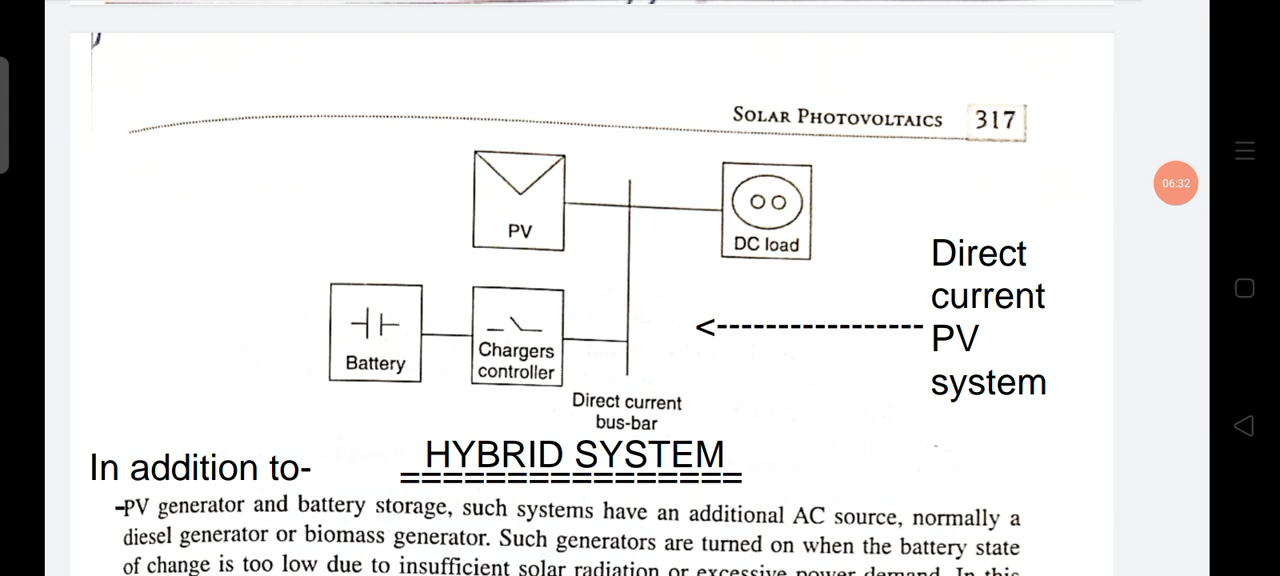 SOLAR PHOTOVOLTAICS 317
PV
DC load
Direct
current
PV
system
Battery
Chargers
controller
Direct current
bus-bar
HYBRID SYSTEM
In addition to-
-PV generator and battery storage, such systems have an additional AC source, normally a
diesel generator or biomass generator. Such generators are turned on when the battery state
of change is too low due to insufficient solar radiation or excessive power demand. In this
06:32